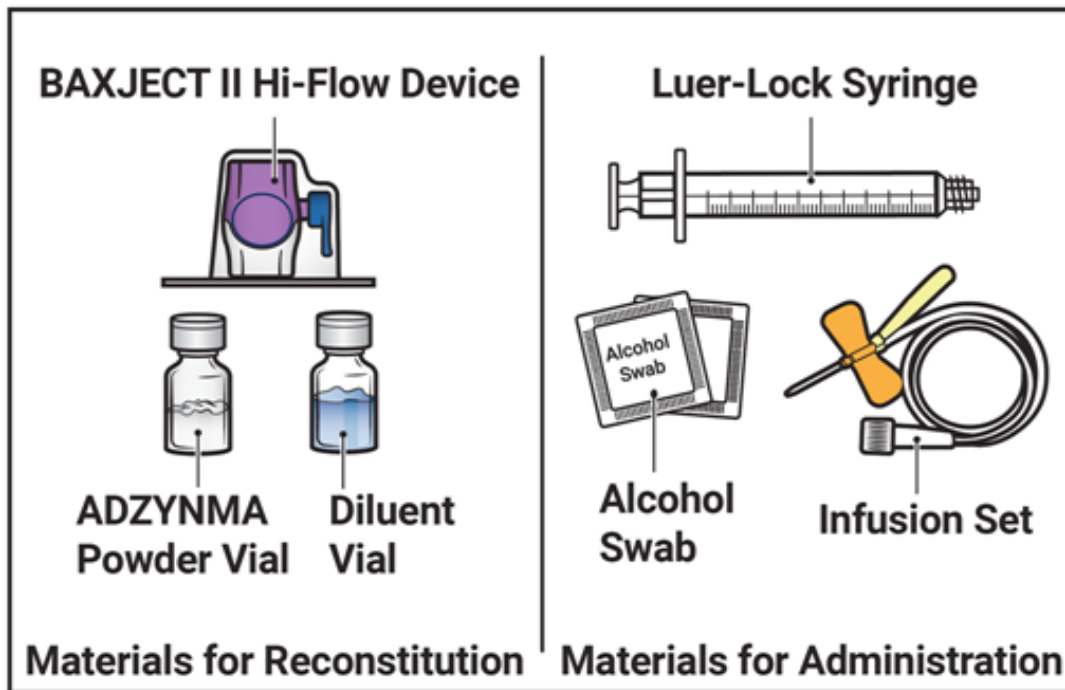 BAXJECT II Hi-Flow Device
ADZYNMA
Powder Vial
Diluent
Vial
Materials for Reconstitution
Luer-Lock Syringe
Alcohol
Swab
Alcohol
Swab
Infusion Set
Materials for Administration